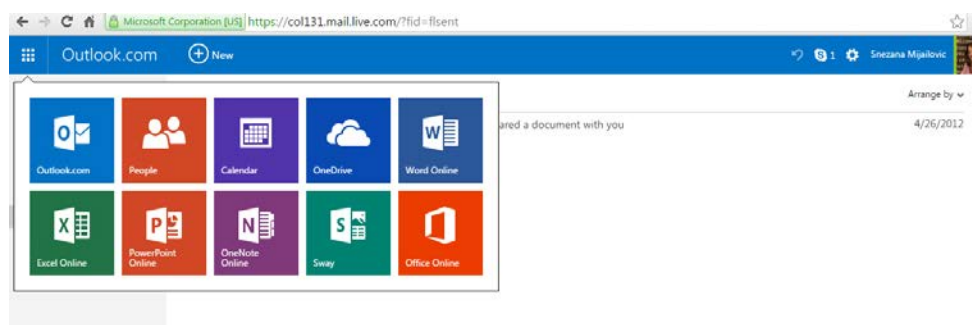 Microsoft Corporation [US] https://col131.mail.live.com/?fid=flsent
Outlook.com New 1 Snezana Mijailovic
Arrange by
ared a document with you 4/26/2012
Outlook.com People Calendar OneDrive Word Online
Excel Online PowerPoint Online OneNote Online Sway Office Online